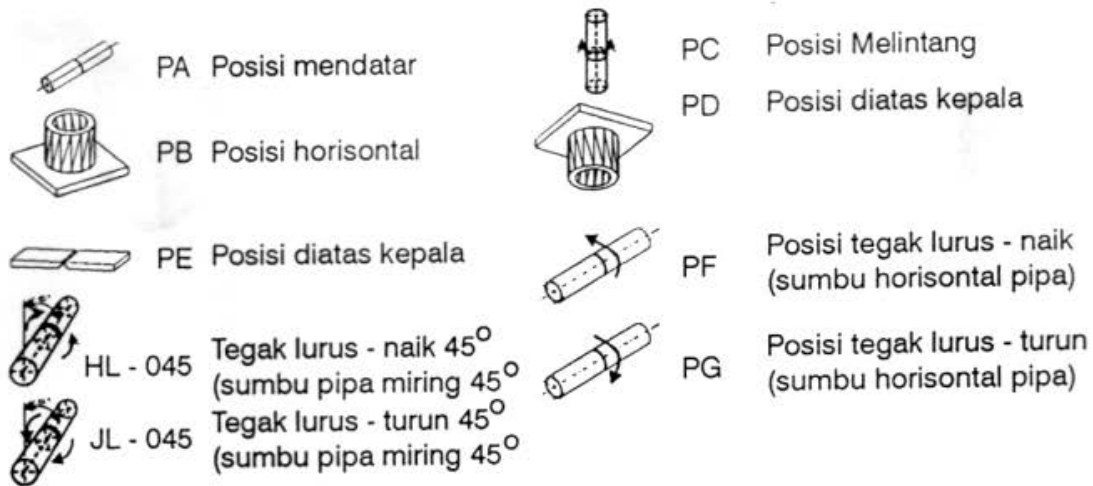 PA Posisi mendatar
PB Posisi horisontal
PE Posisi diatas kepala
HL - 045 Tegak lurus - naik 45°
(sumbu pipa miring 45°
JL - 045 Tegak lurus - turun 45°
(sumbu pipa miring 45°
PC Posisi Melintang
PD Posisi diatas kepala
PF Posisi tegak lurus - naik
(sumbu horisontal pipa)
PG Posisi tegak lurus - turun
(sumbu horisontal pipa)